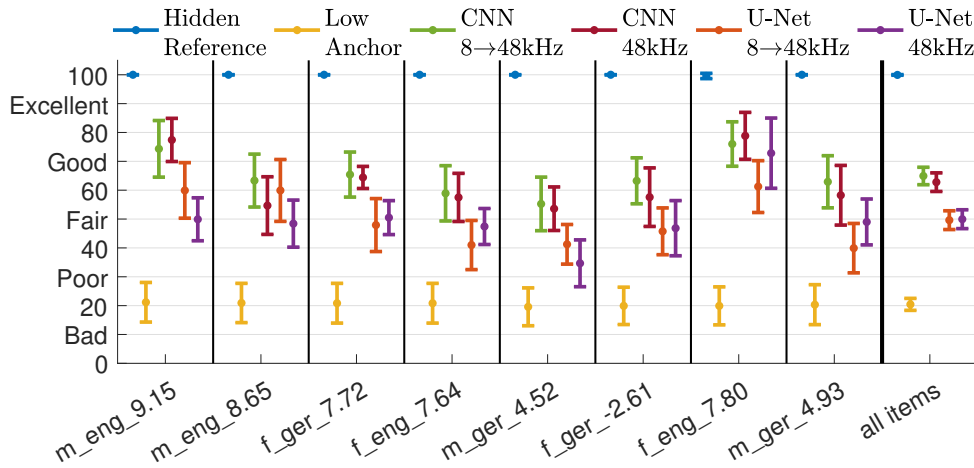 Hidden Reference
Low Anchor
CNN 8→48kHz
CNN 48kHz
U-Net 8→48kHz
U-Net 48kHz
100
Excellent
80
Good
60
Fair
40
Poor
20
Bad
0
m_eng_9.15
m_eng_8.65
f_ger_7.72
f_eng_7.64
m_ger_4.52
f_ger_-2.61
f_eng_7.80
m_ger_4.93
all items